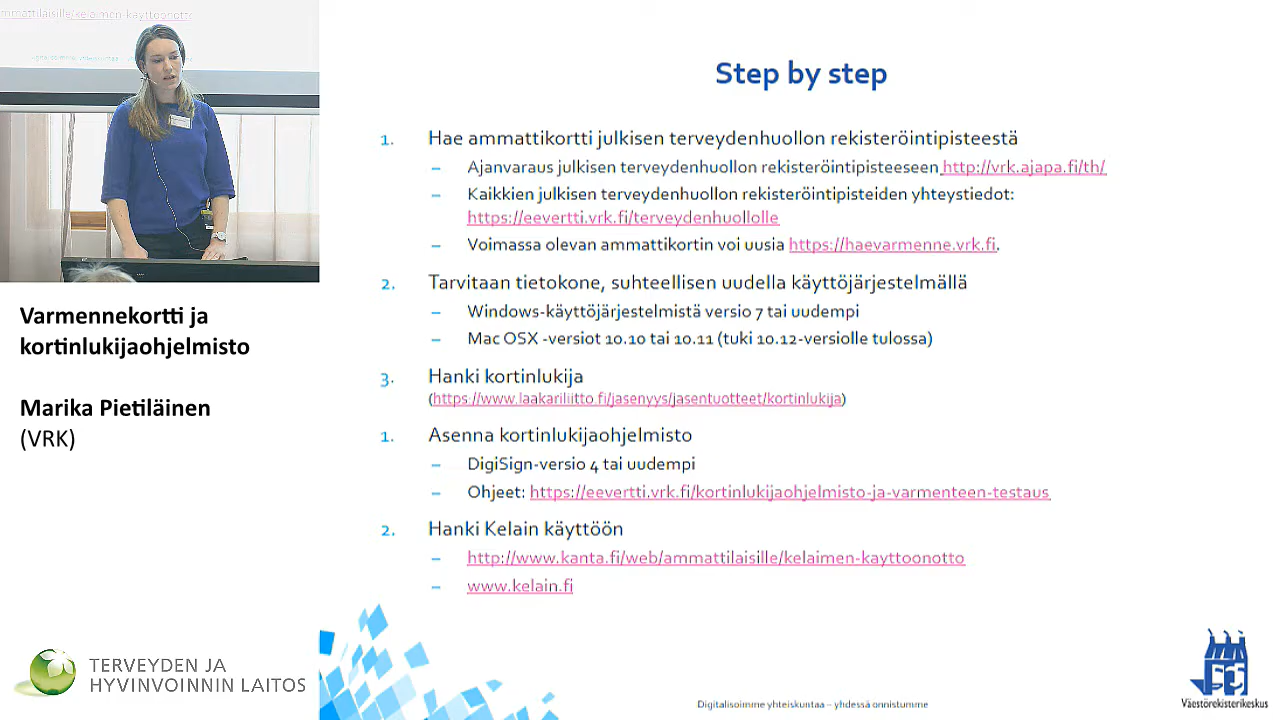 mmattilaisille/kelaimen-kayttoonotto
Varmennekortti ja
kortinlukijaohjelmisto
Marika Pietiläinen
(VRK)
TERVEYDEN JA
HYVINVOINNIN LAITOS
Step by step
1. Hae ammattikortti julkisen terveydenhuollon rekisteröintipisteestä
– Ajanvaraus julkisen terveydenhuollon rekisteröintipisteeseen http://vrk.ajapa.fi/th/
– Kaikkien julkisen terveydenhuollon rekisteröintipisteiden yhteystiedot:
https://eevertti.vrk.fi/terveydenhuollolle
– Voimassa olevan ammattikortin voi uusia https://haevarmenne.vrk.fi.
2. Tarvitaan tietokone, suhteellisen uudella käyttöjärjestelmällä
– Windows-käyttöjärjestelmistä versio 7 tai uudempi
– Mac OSX -versiot 10.10 tai 10.11 (tuki 10.12-versiolle tulossa)
3. Hanki kortinlukija
(https://www.laakariliitto.fi/jasenyys/jasentuotteet/kortinlukija)
1. Asenna kortinlukijaohjelmisto
– DigiSign-versio 4 tai uudempi
– Ohjeet: https://eevertti.vrk.fi/kortinlukijaohjelmisto-ja-varmenteen-testaus
2. Hanki Kelain käyttöön
– http://www.kanta.fi/web/ammattilaisille/kelaimen-kayttoonotto
– www.kelain.fi
Digitalisoimme yhteiskuntaa – yhdessä onnistumme
Väestörekisterikeskus